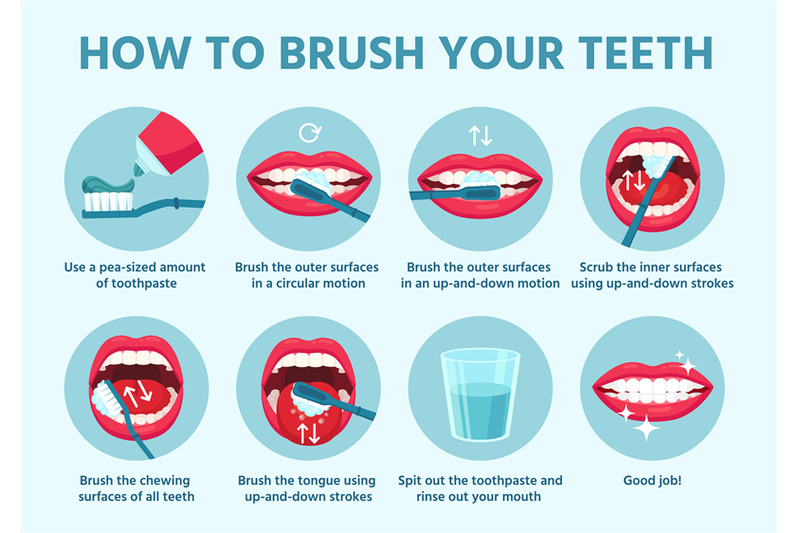 HOW TO BRUSH YOUR TEETH
Use a pea-sized amount
of toothpaste
Brush the outer surfaces
in a circular motion
Brush the outer surfaces
in an up-and-down motion
Scrub the inner surfaces
using up-and-down strokes
Brush the chewing
surfaces of all teeth
Brush the tongue using
up-and-down strokes
Spit out the toothpaste and
rinse out your mouth
Good job!